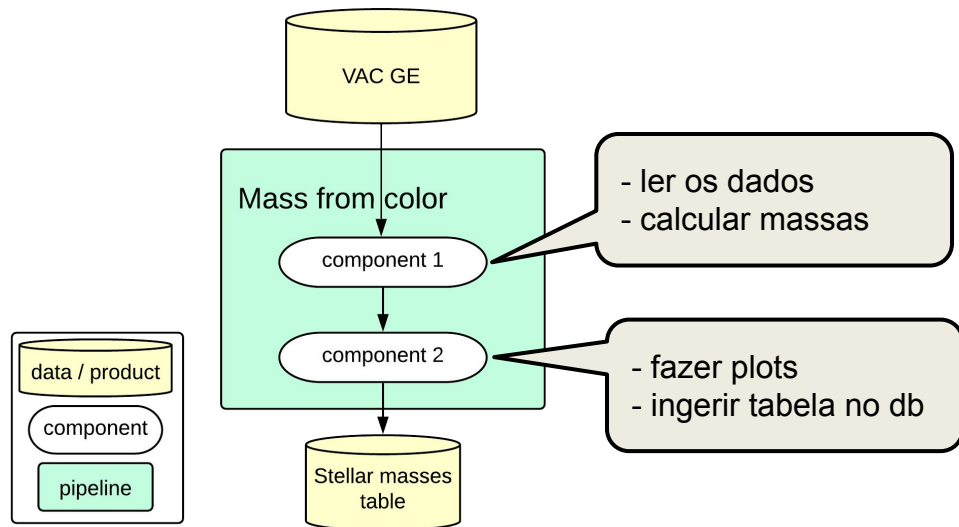 VAC GE
Mass from color
component 1
- ler os dados
- calcular massas
component 2
- fazer plots
- ingerir tabela no db
Stellar masses
table
data / product
component
pipeline